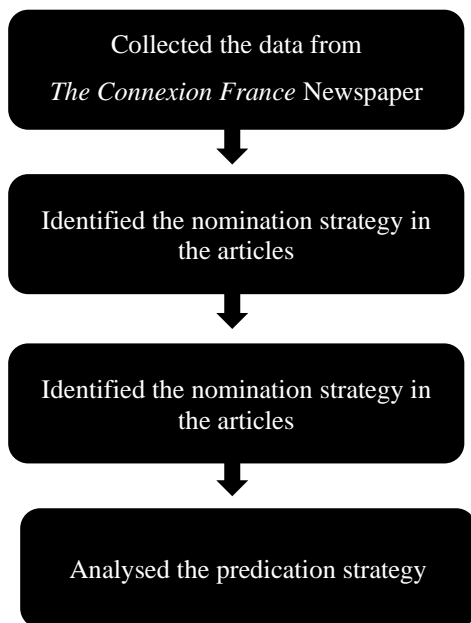 Collected the data from
The Connexion France Newspaper
Identified the nomination strategy in
the articles
Identified the nomination strategy in
the articles
Analysed the predication strategy